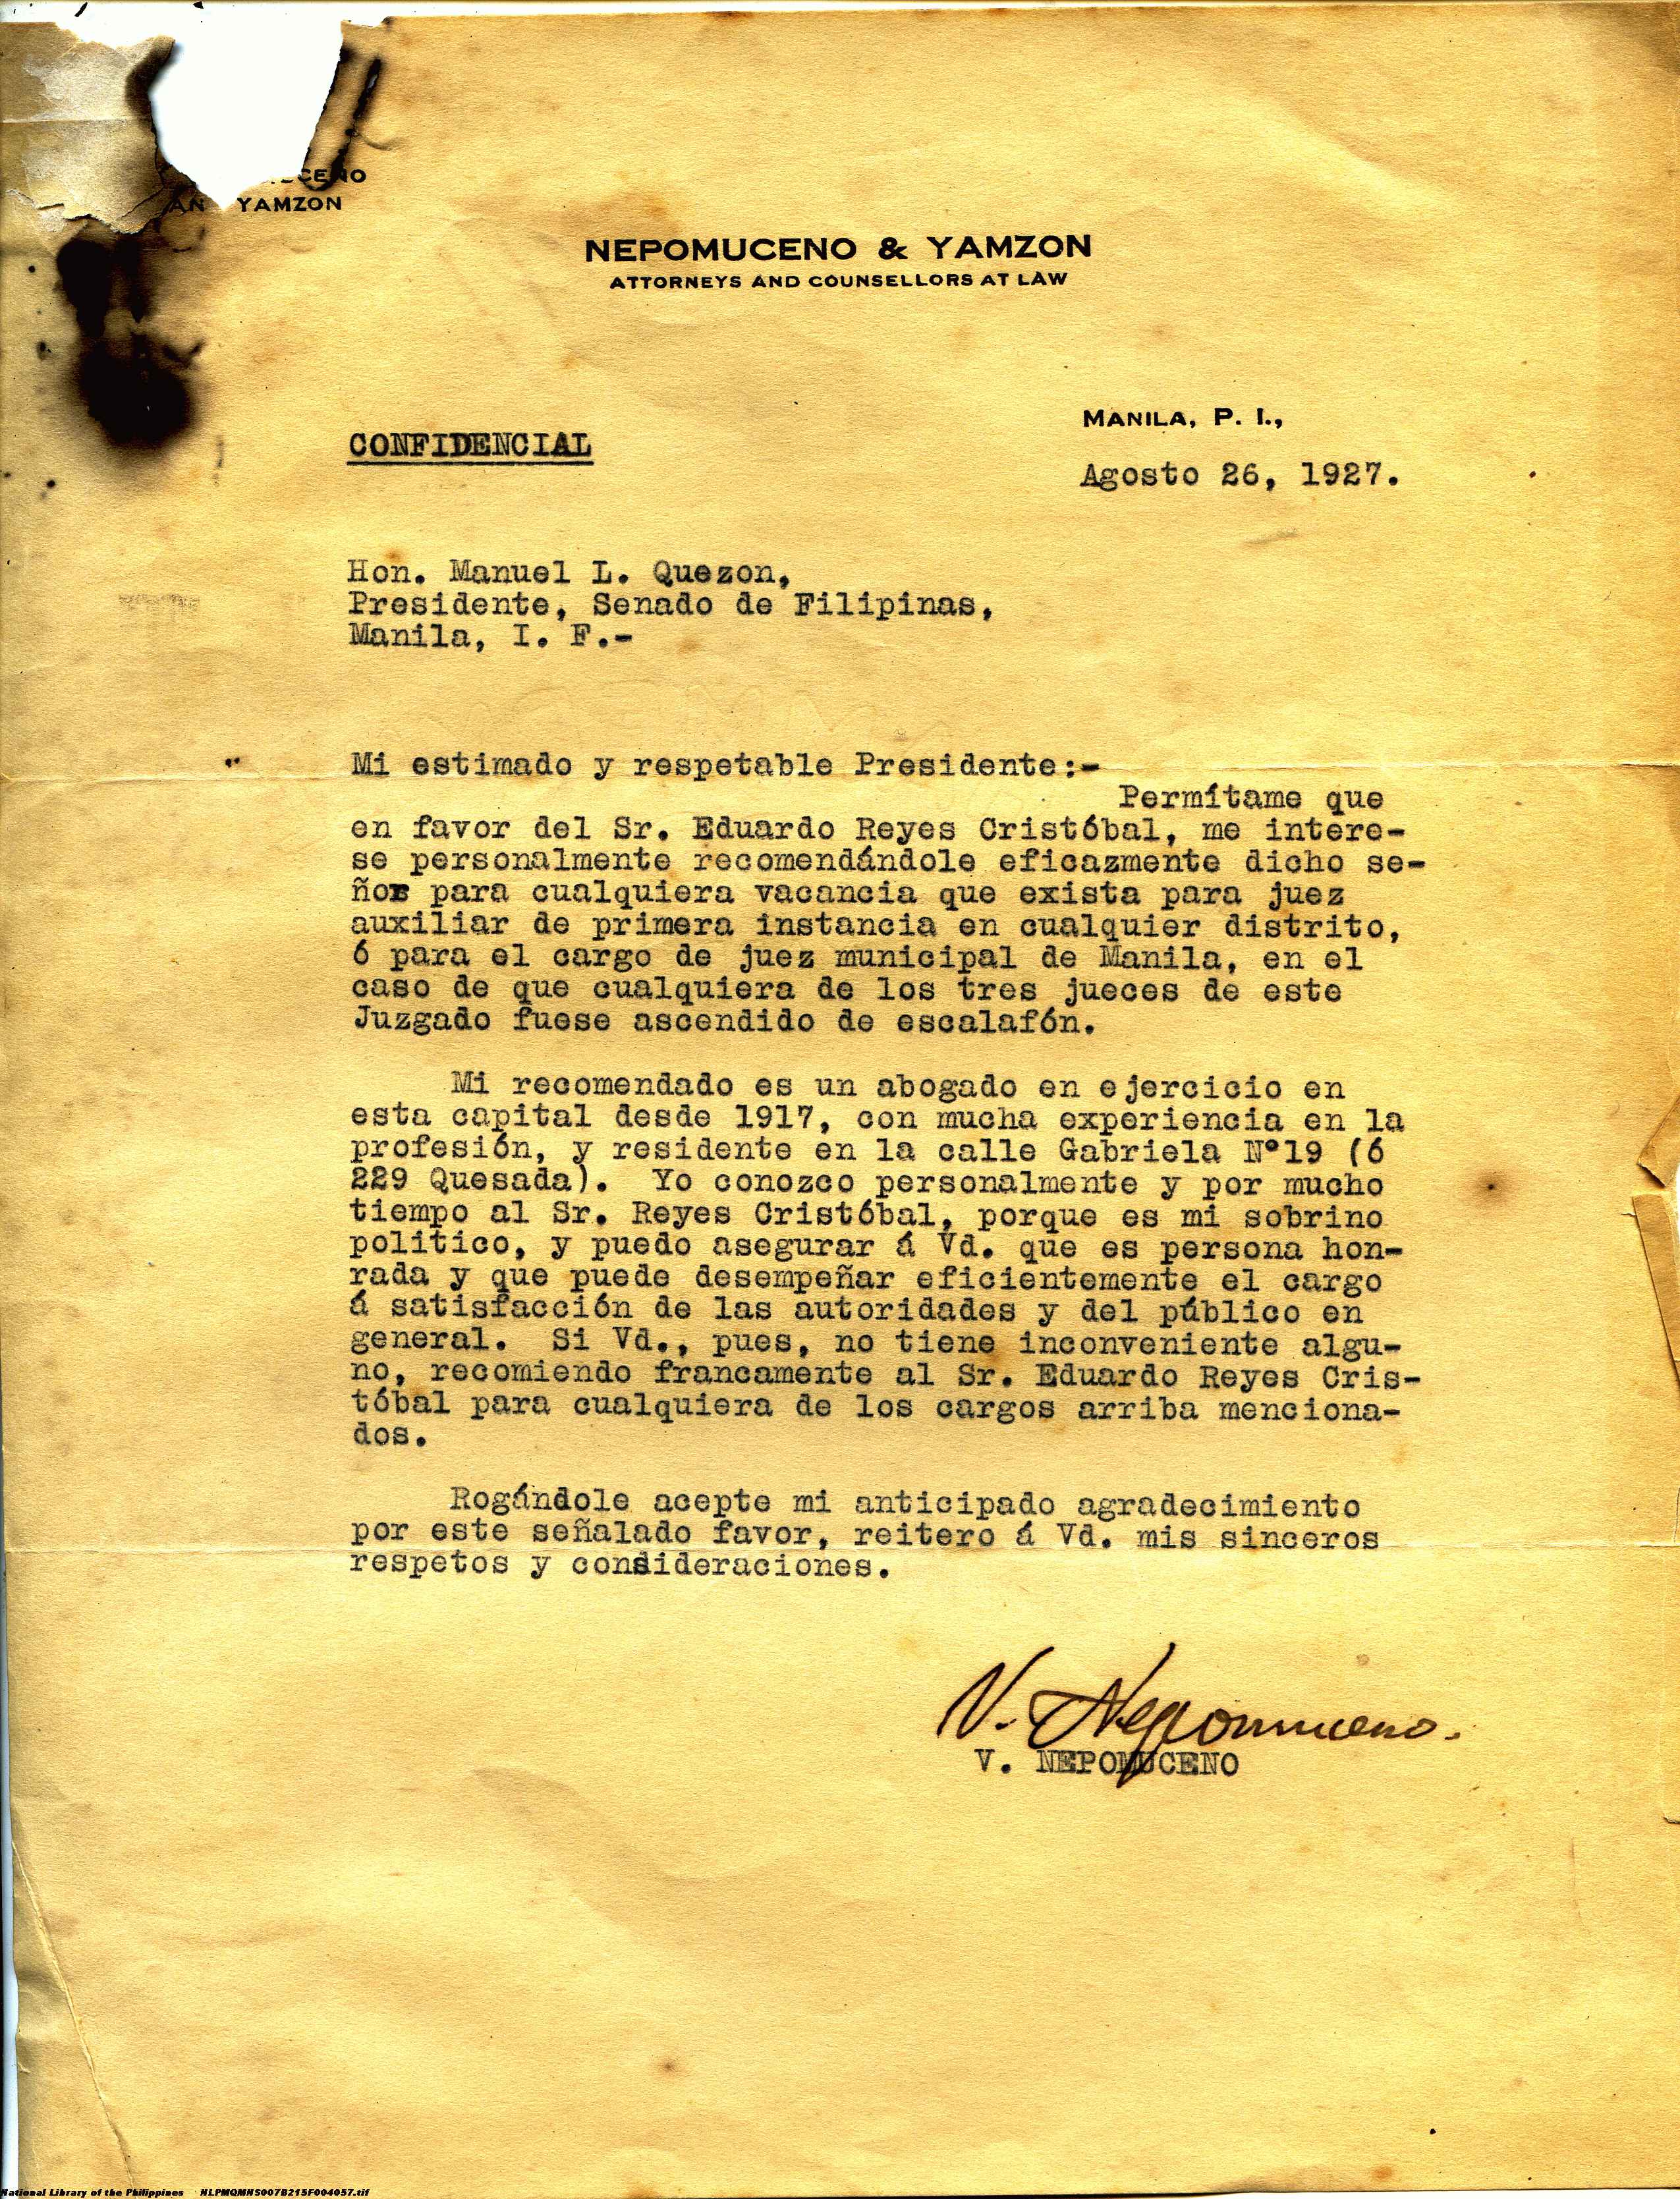 YAMZON
NEPOMUCENO & YAMZON
ATTORNEYS AND COUNSELLORS AT LAW
MANILA, P. I.,
CONFIDENCIAL
Agosto 26, 1927.
Hon. Manuel L. Quezon,
Presidente, Senado de Filipinas,
Manila, I. F.-
Mi estimado y respetable Presidente:-
Permítame que
en favor del Sr. Eduardo Reyes Cristóbal, me intere-
se personalmente recomendándole eficazmente dicho se-
ñor para cualquiera vacancia que exista para juez
auxiliar de primera instancia en cualquier distrito,
ó para el cargo de juez municipal de Manila, en el
caso de que cualquiera de los tres jueces de este
Juzgado fuese ascendido de escalafón.
Mi recomendado es un abogado en ejercicio en
esta capital desde 1917, con mucha experiencia en la
profesión, y residente en la calle Gabriela Nº19 (ó
229 Quesada). Yo conozco personalmente y por mucho
tiempo al Sr. Reyes Cristóbal, porque es mi sobrino
politico, y puedo asegurar á Vd. que es persona hon-
rada y que puede desempeñar eficientemente el cargo
á satisfacción de las autoridades y del público en
general. Si Vd., pues, no tiene inconveniente algu-
no, recomiendo francamente al Sr. Eduardo Reyes Cris-
tóbal para cualquiera de los cargos arriba menciona-
dos.
Rogándole acepte mi anticipado agradecimiento
por este señalado favor, reitero á Vd. mis sinceros
respetos y consideraciones.
V. Nepomuceno.
V. NEPOMUCENO
National Library of the Philippines NLPMQMNS007B215F004057.tif